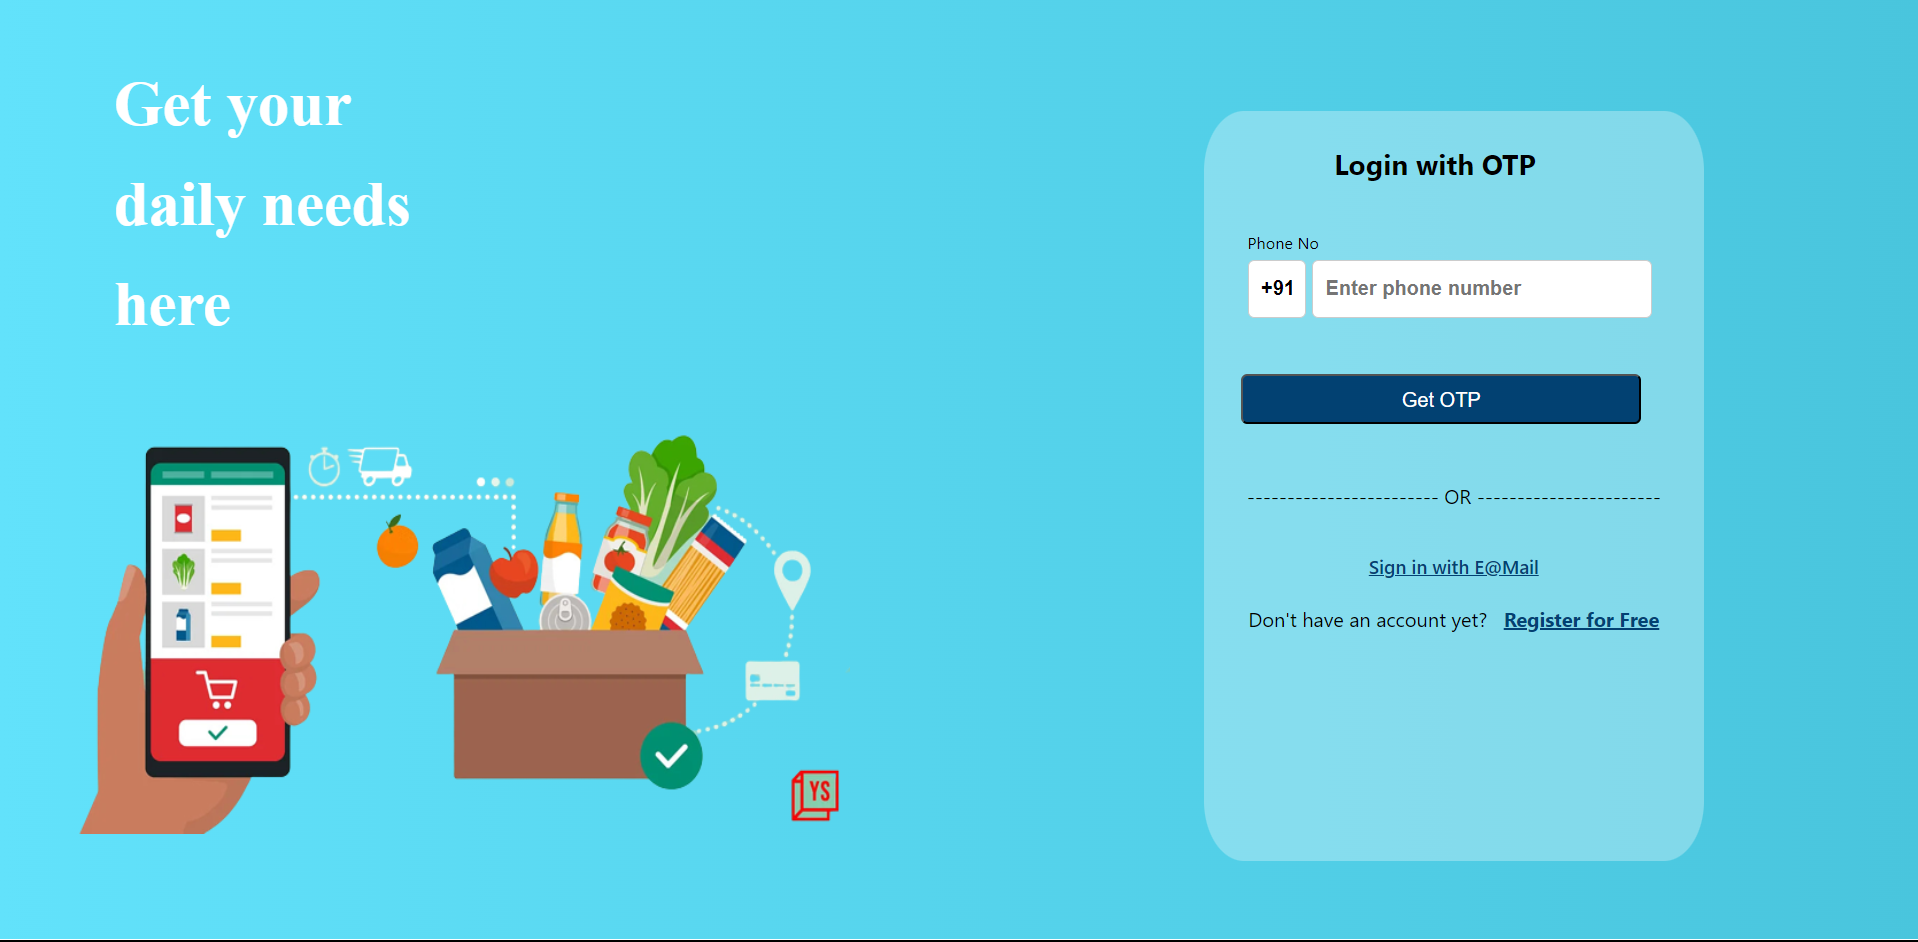 Get your
daily needs
here
YS
Login with OTP
Phone No
+91 Enter phone number
Get OTP
------------------------ OR -----------------------
Sign in with E@Mail
Don't have an account yet? Register for Free